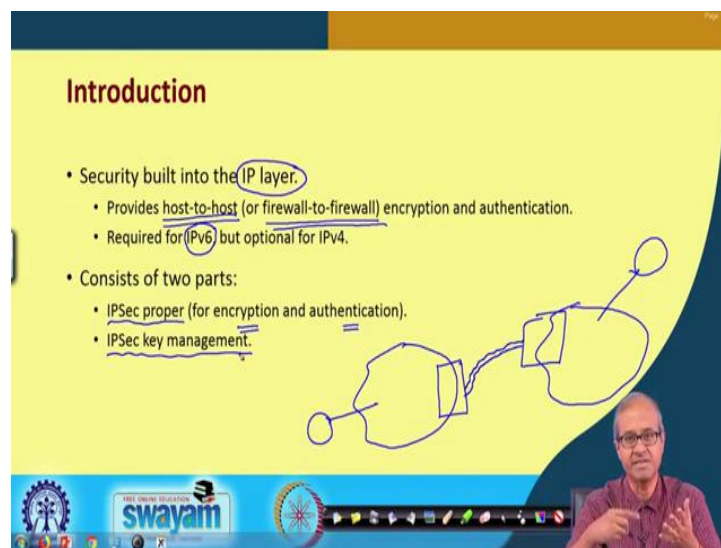 Page
Introduction
• Security built into the IP layer.
• Provides host-to-host (or firewall-to-firewall) encryption and authentication.
• Required for IPv6, but optional for IPv4.
• Consists of two parts:
• IPSec proper (for encryption and authentication).
• IPSec key management.
FREE ONLINE EDUCATION
swayam